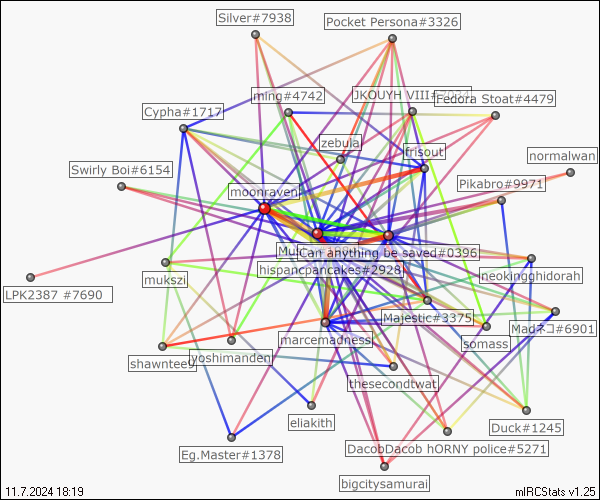 Silver#7938
Pocket Persona#3326
ming#4742
JKOUYH VIII
Fedora Stoat#4479
Cypha#1717
zebula
frisout
normalwan
Swirly Boi#6154
moonraven
Pikabro#9971
Can anything be saved#0396
hispancpancakes#2928
mukszi
neokingghidorah
LPK2387 #7690
Majestic#3375
Madネコ#6901
marcemadness
somass
shawntee9
yoshimanden
thesecondtwat
eliakith
Duck#1245
DacobDacob hORNY police#5271
Eg.Master#1378
bigcitysamurai
11.7.2024 18:19
mIRCStats v1.25